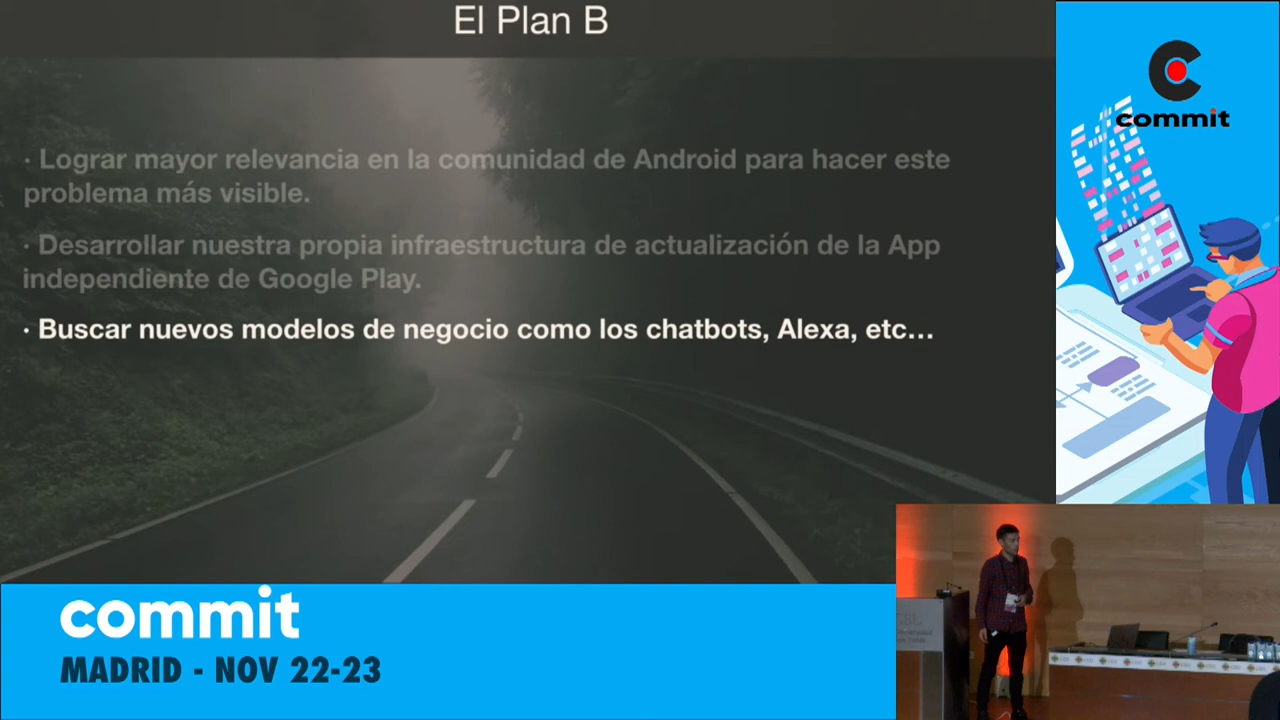 El Plan B
· Lograr mayor relevancia en la comunidad de Android para hacer este
problema más visible.
· Desarrollar nuestra propia infraestructura de actualización de la App
independiente de Google Play.
· Buscar nuevos modelos de negocio como los chatbots, Alexa, etc...
commit
commit
MADRID - NOV 22-23